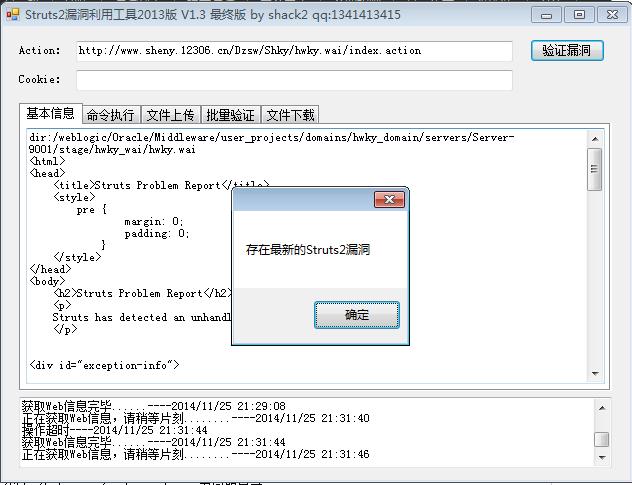 Struts2漏洞利用工具2013版 V1.3 最终版 by shack2 qq:1341413415
Action: http://www.sheny.12306.cn/Dzsw/Shky/hwky.wai/index.action 验证漏洞
Cookie:
基本信息 命令执行 文件上传 批量验证 文件下载
dir:/weblogic/Oracle/Middleware/user_projects/domains/hwky_domain/servers/Server-
9001/stage/hwky_wai/hwky.wai
<html>
<head>
<title>Struts Problem Report</title>
<style>
pre {
margin: 0;
padding: 0;
}
</style>
</head>
<body>
<h2>Struts Problem Report</h2>
<p>
Struts has detected an unhandl
</p>
<div id="exception-info">
存在最新的Struts2漏洞
确定
获取Web信息完毕......----2014/11/25 21:29:08
正在获取Web信息，请稍等片刻........----2014/11/25 21:31:40
操作超时----2014/11/25 21:31:44
获取Web信息完毕......----2014/11/25 21:31:44
正在获取Web信息，请稍等片刻........----2014/11/25 21:31:46